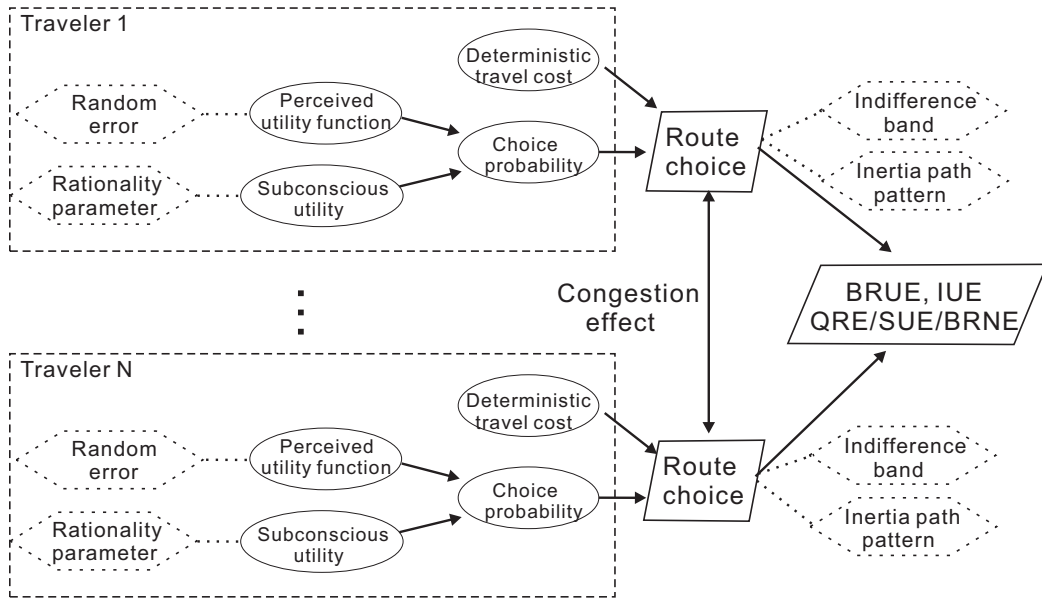 Traveler 1
Random
error
Perceived
utility function
Deterministic
travel cost
Rationality
parameter
Subconscious
utility
Choice
probability
Route
choice
Indifference
band
Inertia path
pattern
Congestion
effect
BRUE, IUE
QRE/SUE/BRNE
Traveler N
Random
error
Perceived
utility function
Deterministic
travel cost
Rationality
parameter
Subconscious
utility
Choice
probability
Route
choice
Indifference
band
Inertia path
pattern